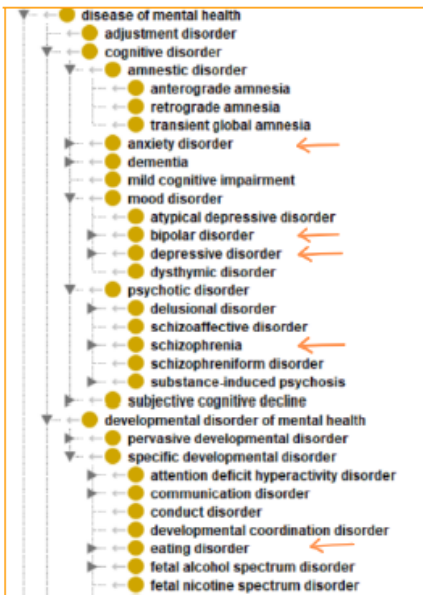 disease of mental health
adjustment disorder
cognitive disorder
amnestic disorder
anterograde amnesia
retrograde amnesia
transient global amnesia
anxiety disorder
dementia
mild cognitive impairment
mood disorder
atypical depressive disorder
bipolar disorder
depressive disorder
dysthymic disorder
psychotic disorder
delusional disorder
schizoaffective disorder
schizophrenia
schizophreniform disorder
substance-induced psychosis
subjective cognitive decline
developmental disorder of mental health
pervasive developmental disorder
specific developmental disorder
attention deficit hyperactivity disorder
communication disorder
conduct disorder
developmental coordination disorder
eating disorder
fetal alcohol spectrum disorder
fetal nicotine spectrum disorder